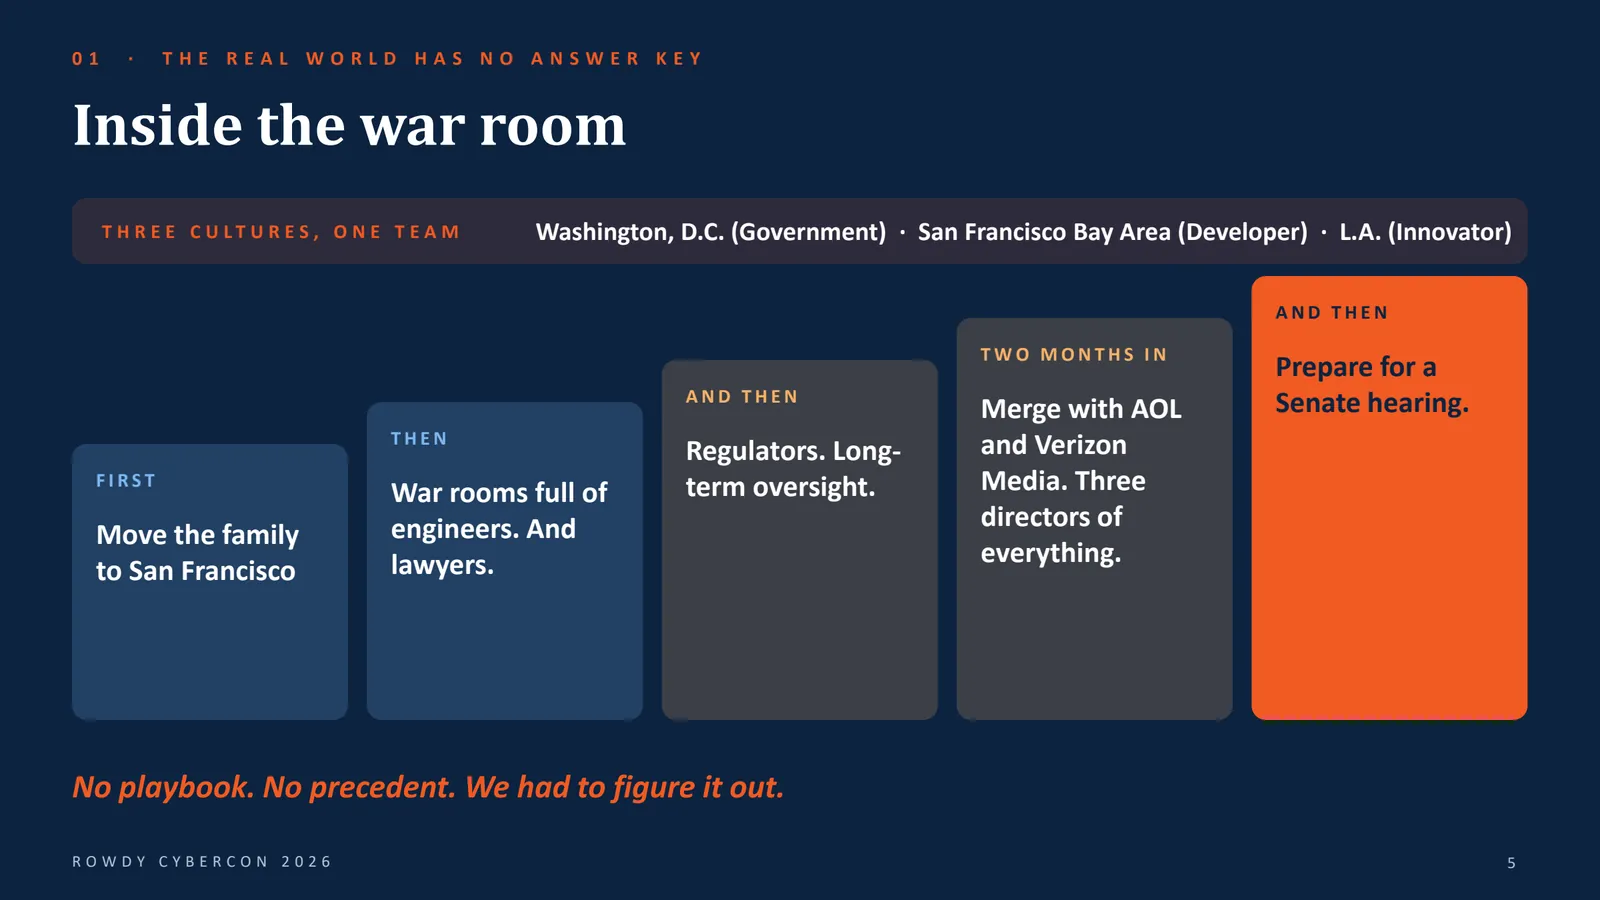 01 · THE REAL WORLD HAS NO ANSWER KEY
Inside the war room
THREE CULTURES, ONE TEAM
Washington, D.C. (Government) · San Francisco Bay Area (Developer) · L.A. (Innovator)
FIRST
Move the family
to San Francisco
THEN
War rooms full of
engineers. And
lawyers.
AND THEN
Regulators. Long-
term oversight.
TWO MONTHS IN
Merge with AOL
and Verizon
Media. Three
directors of
everything.
AND THEN
Prepare for a
Senate hearing.
No playbook. No precedent. We had to figure it out.
ROWDY CYBERCON 2026
5